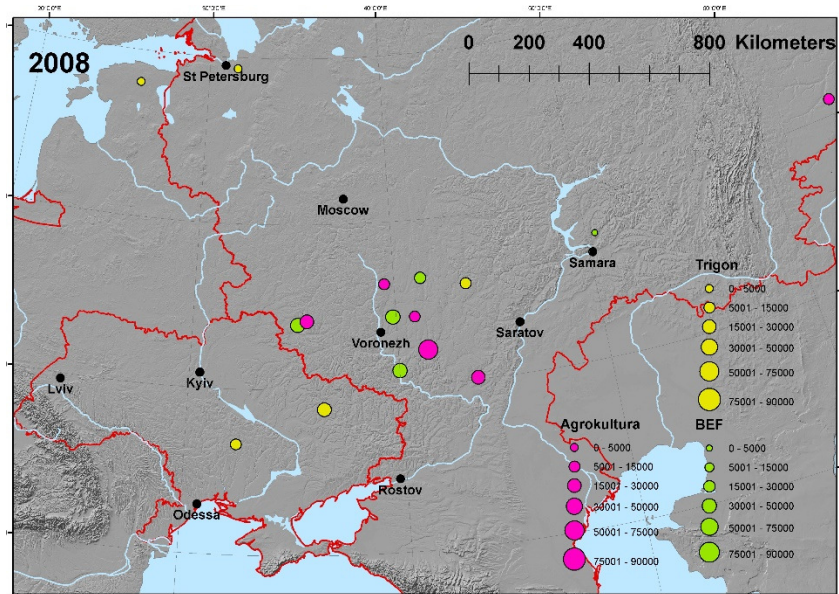 2008
0 200 400 800 Kilometers
St Petersburg
Moscow
Samara
Trigon
0 - 5000
5001 - 15000
15001 - 30000
30001 - 50000
50001 - 75000
75001 - 90000
Saratov
Voronezh
Kyiv
Lviv
Agrokultura
0 - 5000
5001 - 15000
15001 - 30000
30001 - 50000
50001 - 75000
75001 - 90000
BEF
0 - 5000
5001 - 15000
15001 - 30000
30001 - 50000
50001 - 75000
75001 - 90000
Rostov
Odessa